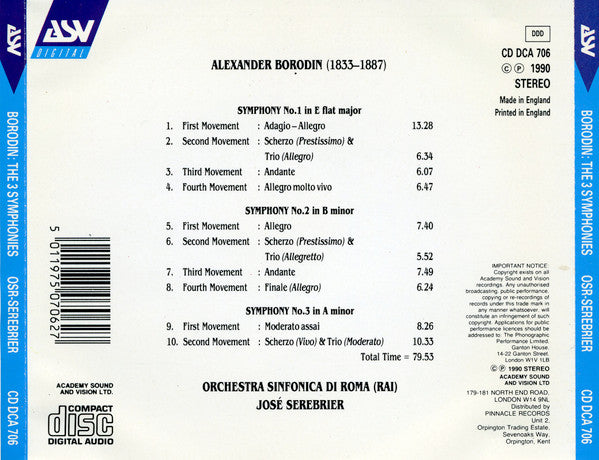 ASV
DIGITAL
BORODIN: THE 3 SYMPHONIES
OSR-SEREBRIER
CD DCA 706
ALEXANDER BORODIN (1833–1887)
DDD
CD DCA 706
© ℗ 1990
STEREO
Made in England
Printed in England
SYMPHONY No.1 in E flat major
1. First Movement : Adagio – Allegro 13.28
2. Second Movement : Scherzo (Prestissimo) &
Trio (Allegro) 6.34
3. Third Movement : Andante 6.07
4. Fourth Movement : Allegro molto vivo 6.47
SYMPHONY No.2 in B minor
5. First Movement : Allegro 7.40
6. Second Movement : Scherzo (Prestissimo) &
Trio (Allegretto) 5.52
7. Third Movement : Andante 7.49
8. Fourth Movement : Finale (Allegro) 6.24
SYMPHONY No.3 in A minor
9. First Movement : Moderato assai 8.26
10. Second Movement : Scherzo (Vivo) & Trio (Moderato) 10.33
Total Time = 79.53
ORCHESTRA SINFONICA DI ROMA (RAI)
JOSÉ SEREBRIER
5 011975 070627
ACADEMY SOUND
AND VISION LTD.
COMPACT
disc
DIGITAL AUDIO
IMPORTANT NOTICE:
Copyright exists on all
Academy Sound and Vision
recordings. Any unauthorised
broadcasting, public performance,
copying or re-recordings of
records under this trade mark
in any manner whatsoever, will
constitute an infringement of such
copyright. Applications for public
performance licences should be
addressed to: The Phonographic
Performance Limited.
Ganton House.
14-22 Ganton Street.
London W1V 1LB
© ℗ 1990 STEREO
ACADEMY SOUND
AND VISION LTD.
179-181 NORTH END ROAD,
LONDON W14 9NL
Distributed by
PINNACLE RECORDS
Unit 2,
Orpington Trading Estate,
Sevenoaks Way,
Orpington, Kent
ASV
DIGITAL
BORODIN: THE 3 SYMPHONIES
OSR-SEREBRIER
CD DCA 706